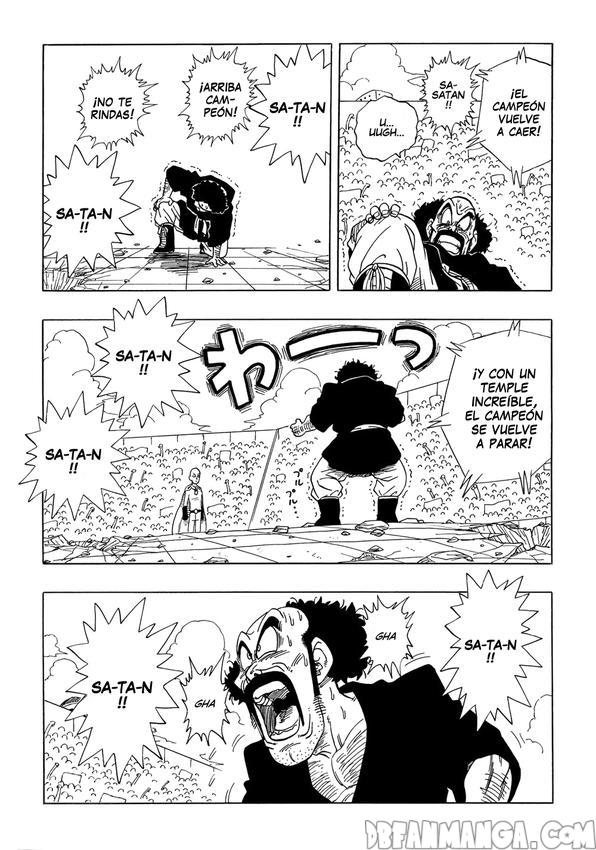 SA-TA-N
!!
¡ARRIBA
CAM-
PEÓN!
¡NO TE
RINDAS!
SA-TA-N
!!
¡EL
CAMPEÓN
VUELVE
A CAER!
SA-
SATAN
!!
U...
UUGH...
SA-TA-N
!!
わーっ
¡Y CON UN
TEMPLE
INCREÍBLE,
EL CAMPEÓN
SE VUELVE
A PARAR!
SA-TA-N
!!
プルプル..
SA-TA-N
!!
GHA
SA-TA-N
!!
GHA
DBFANMANGA.COM